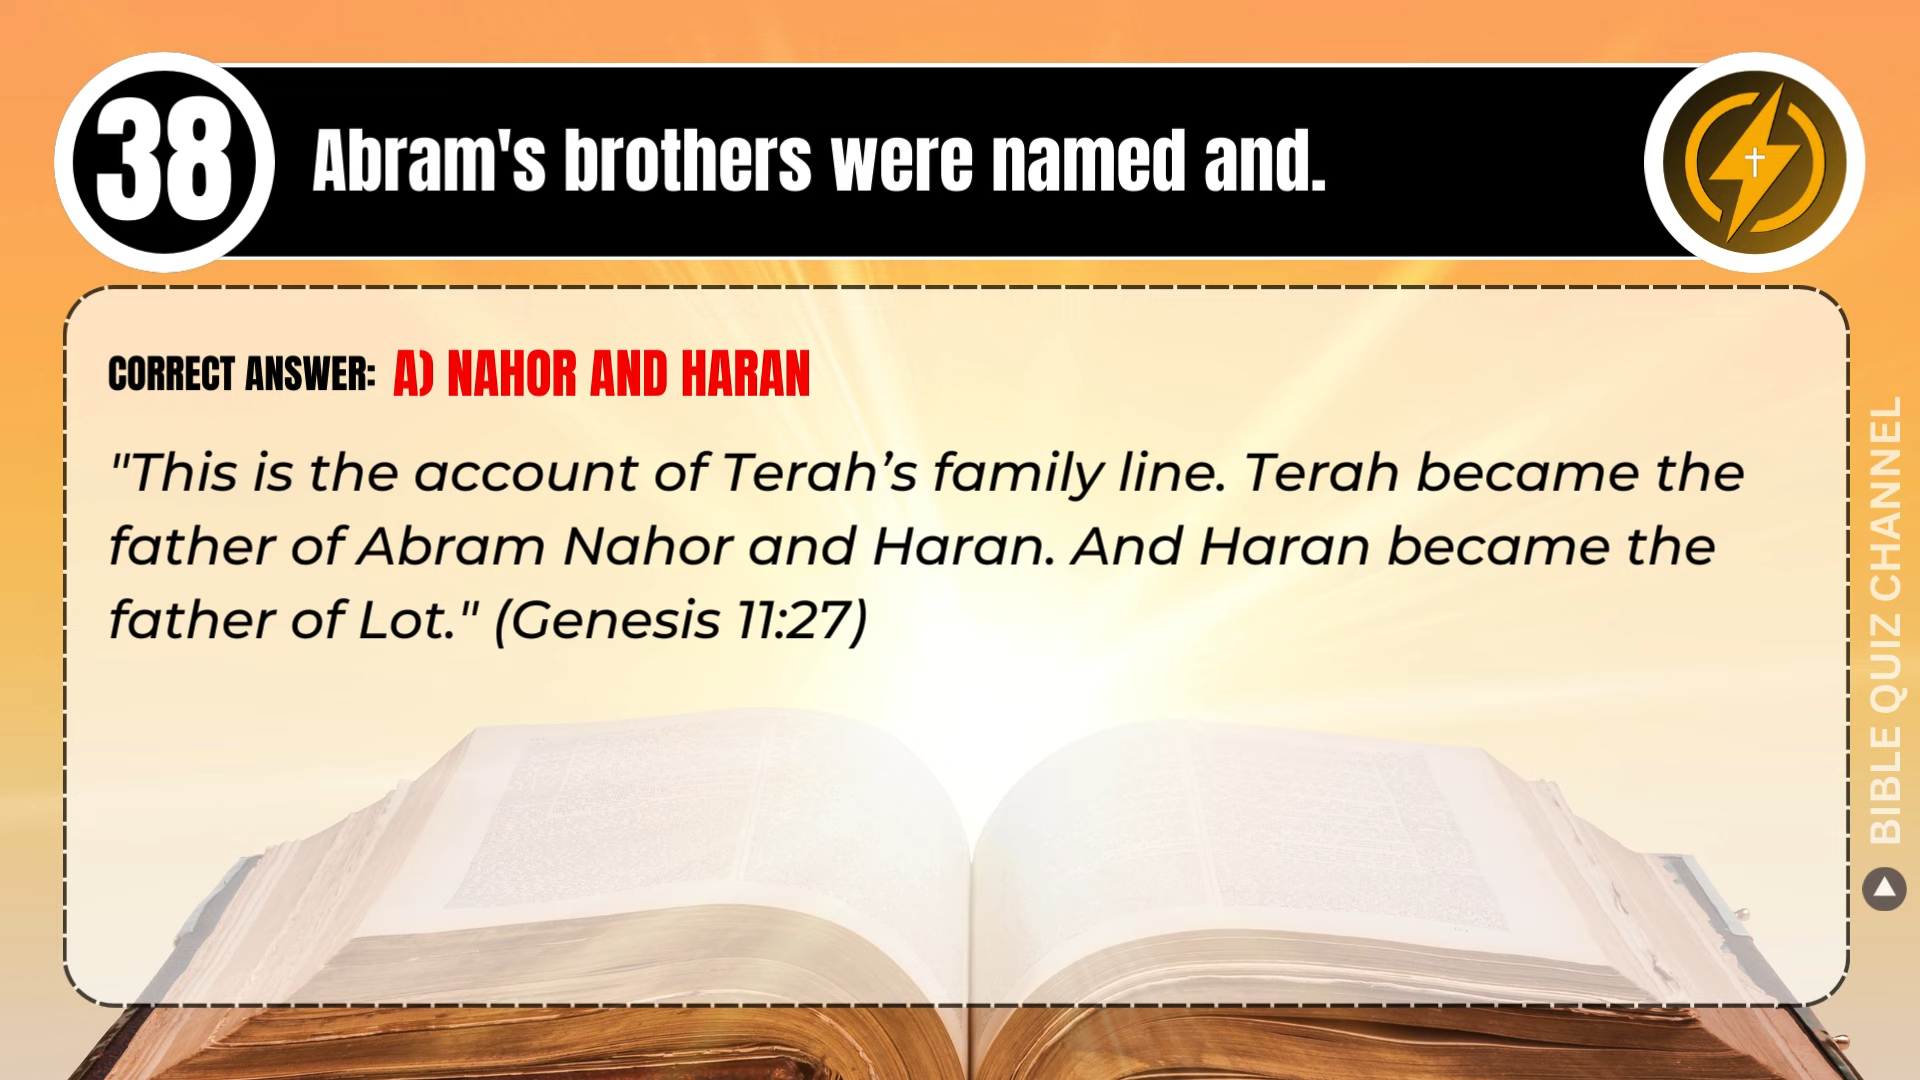 38
Abram's brothers were named and.
CORRECT ANSWER: A) NAHOR AND HARAN
"This is the account of Terah’s family line. Terah became the
father of Abram Nahor and Haran. And Haran became the
father of Lot." (Genesis 11:27)
BIBLE QUIZ CHANNEL